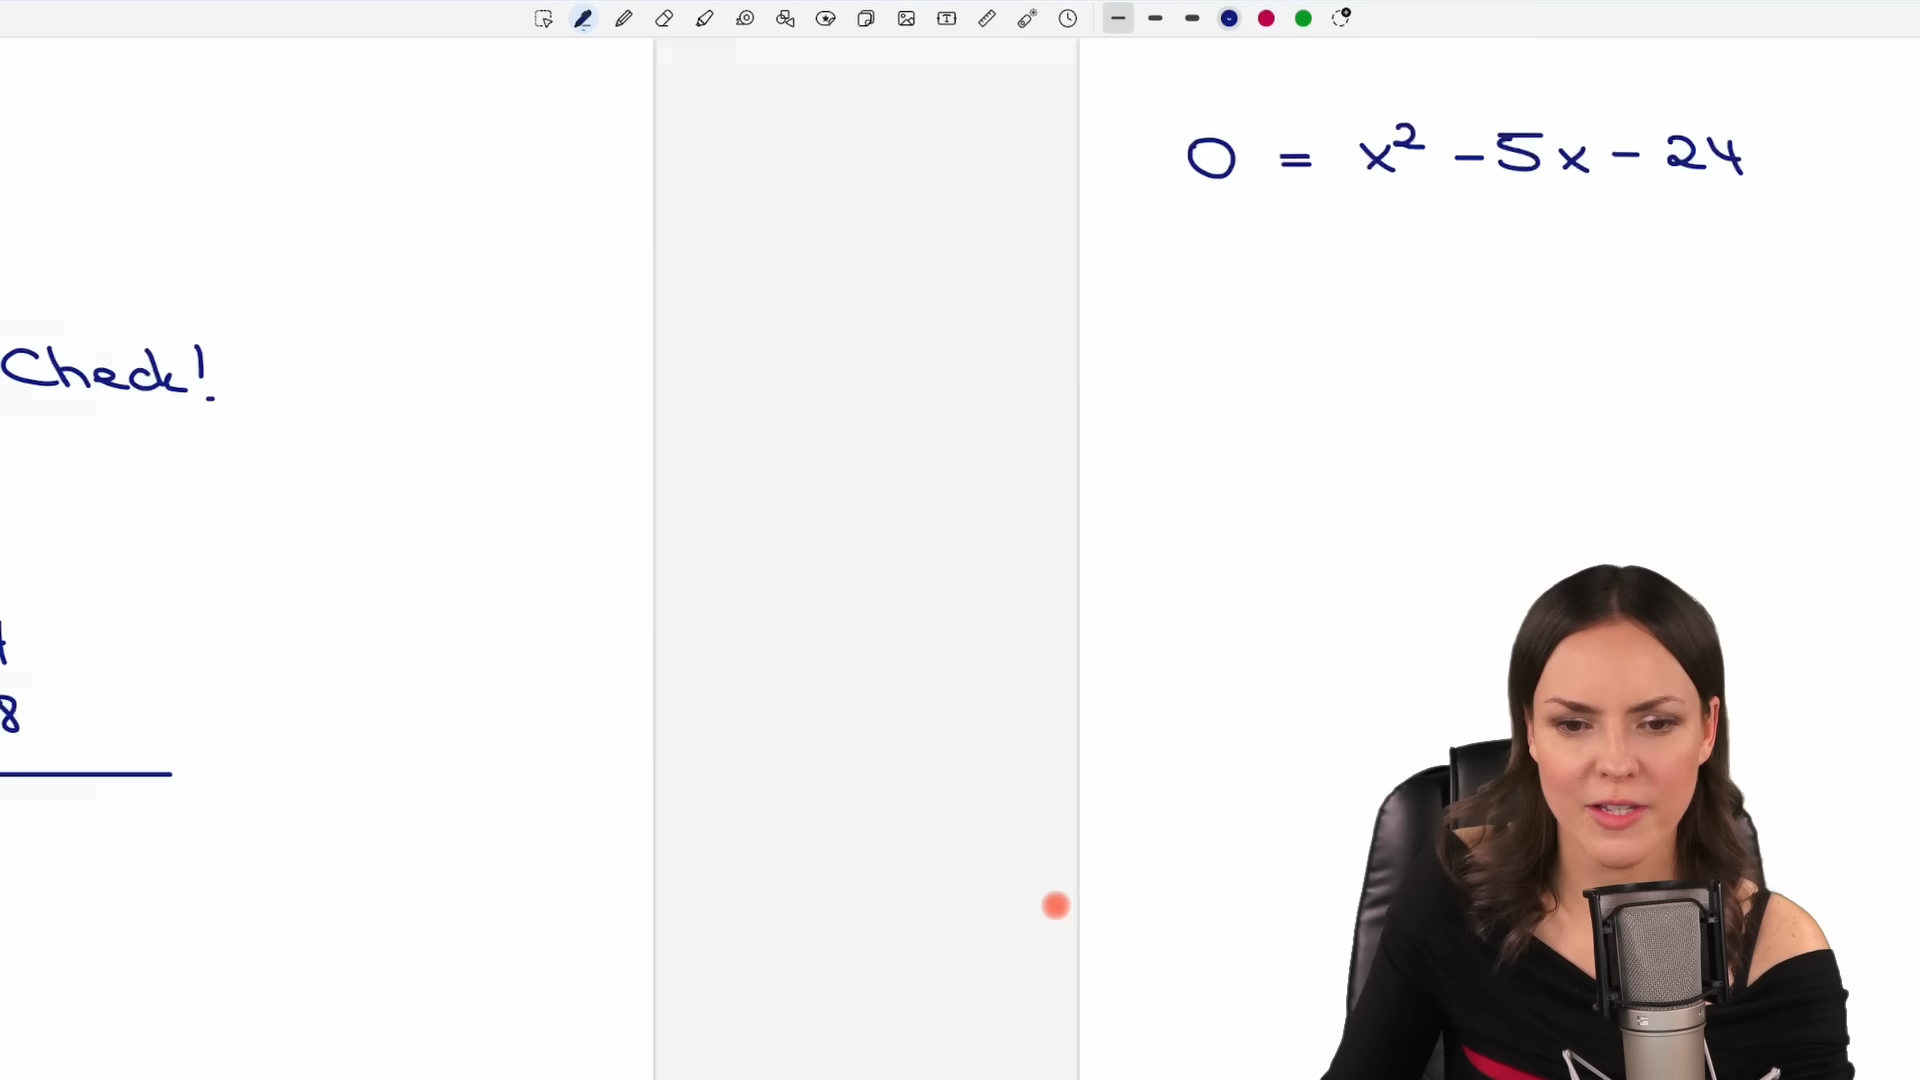 0 = x² - 5x - 24
Check!
8